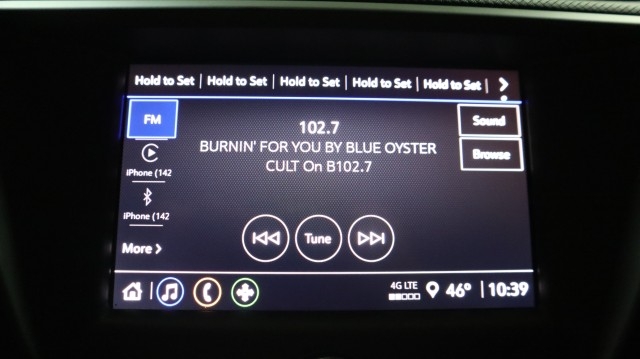 Hold to Set | Hold to Set | Hold to Set | Hold to Set | Hold to Set |
FM
102.7
Sound
BURNIN' FOR YOU BY BLUE OYSTER
CULT On B102.7
Browse
iPhone (142
iPhone (142
More
Tune
4G LTE
46°
10:39